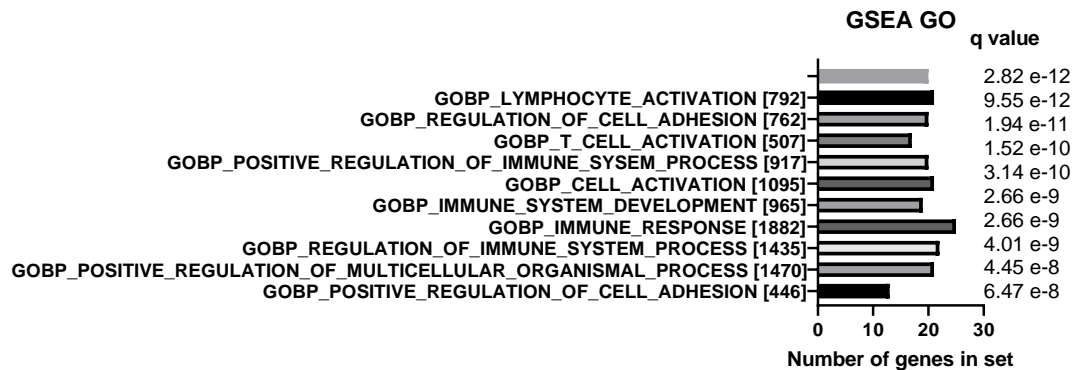 GSEA GO
q value
2.82 e-12
GOBP_LYMPHOCYTE_ACTIVATION [792] 9.55 e-12
GOBP_REGULATION_OF_CELL_ADHESION [762] 1.94 e-11
GOBP_T_CELL_ACTIVATION [507] 1.52 e-10
GOBP_POSITIVE_REGULATION_OF_IMMUNE_SYSEM_PROCESS [917] 3.14 e-10
GOBP_CELL_ACTIVATION [1095] 2.66 e-9
GOBP_IMMUNE_SYSTEM_DEVELOPMENT [965] 2.66 e-9
GOBP_IMMUNE_RESPONSE [1882] 4.01 e-9
GOBP_REGULATION_OF_IMMUNE_SYSTEM_PROCESS [1435] 4.45 e-8
GOBP_POSITIVE_REGULATION_OF_MULTICELLULAR_ORGANISMAL_PROCESS [1470] 6.47 e-8
GOBP_POSITIVE_REGULATION_OF_CELL_ADHESION [446]
0 10 20 30
Number of genes in set